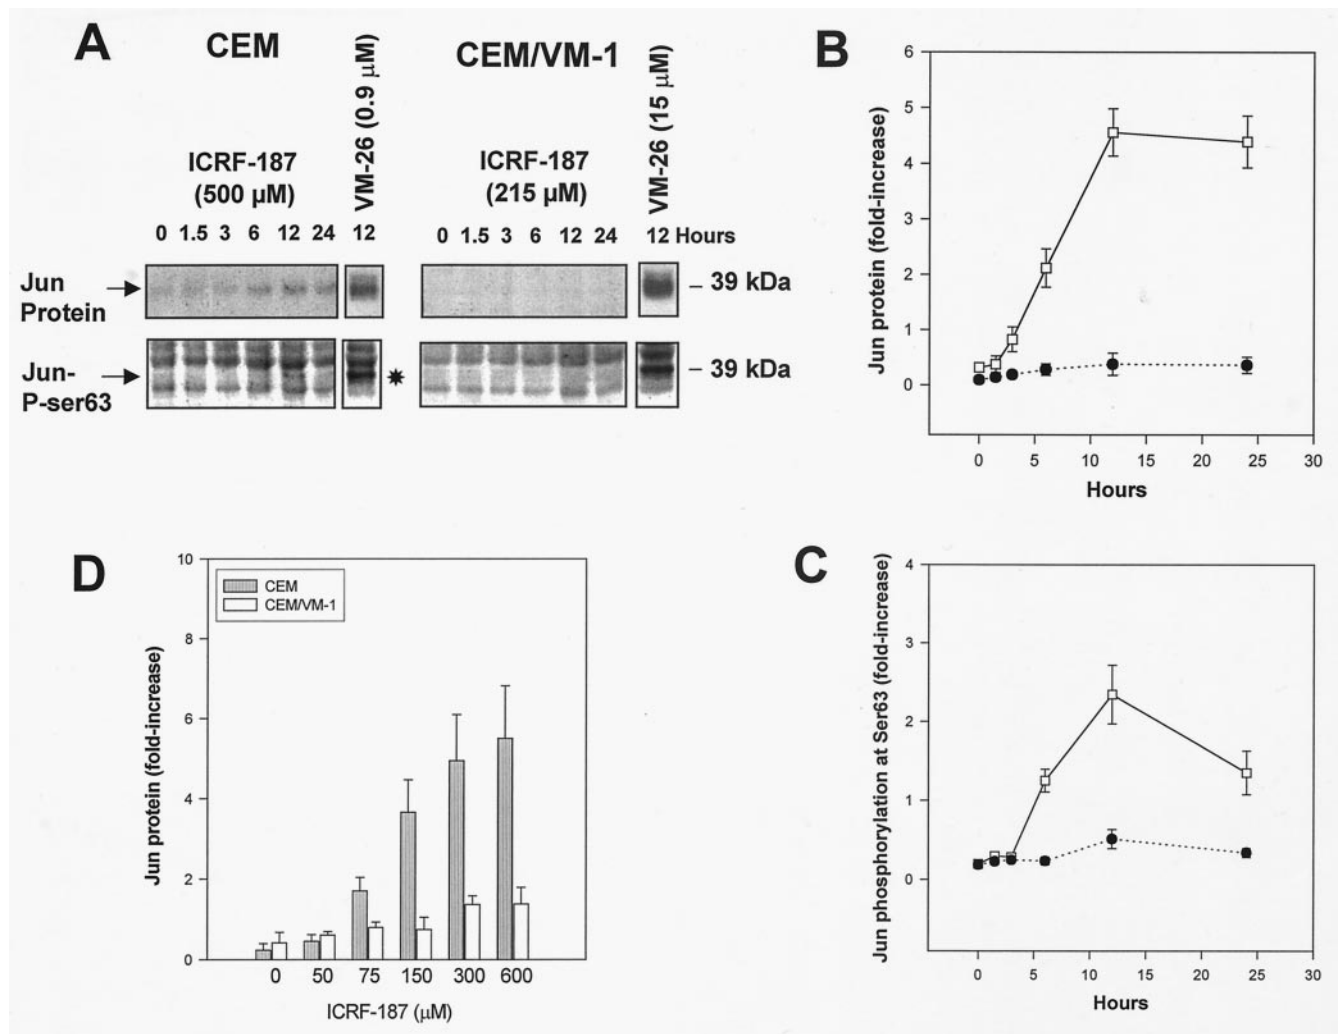 A
CEM
VM-26 (0.9 µM)
CEM/VM-1
VM-26 (15 µM)
ICRF-187
(500 µM)
ICRF-187
(215 µM)
0 1.5 3 6 12 24 12
0 1.5 3 6 12 24 12 Hours
Jun
Protein
– 39 kDa
Jun-
P-ser63
– 39 kDa
B
Jun protein (fold-increase)
6
5
4
3
2
1
0
0 5 10 15 20 25 30
Hours
D
Jun protein (fold-increase)
10
8
6
4
2
0
CEM
CEM/VM-1
0 50 75 150 300 600
ICRF-187 (µM)
C
Jun phosphorylation at Ser63 (fold-increase)
4
3
2
1
0
0 5 10 15 20 25 30
Hours